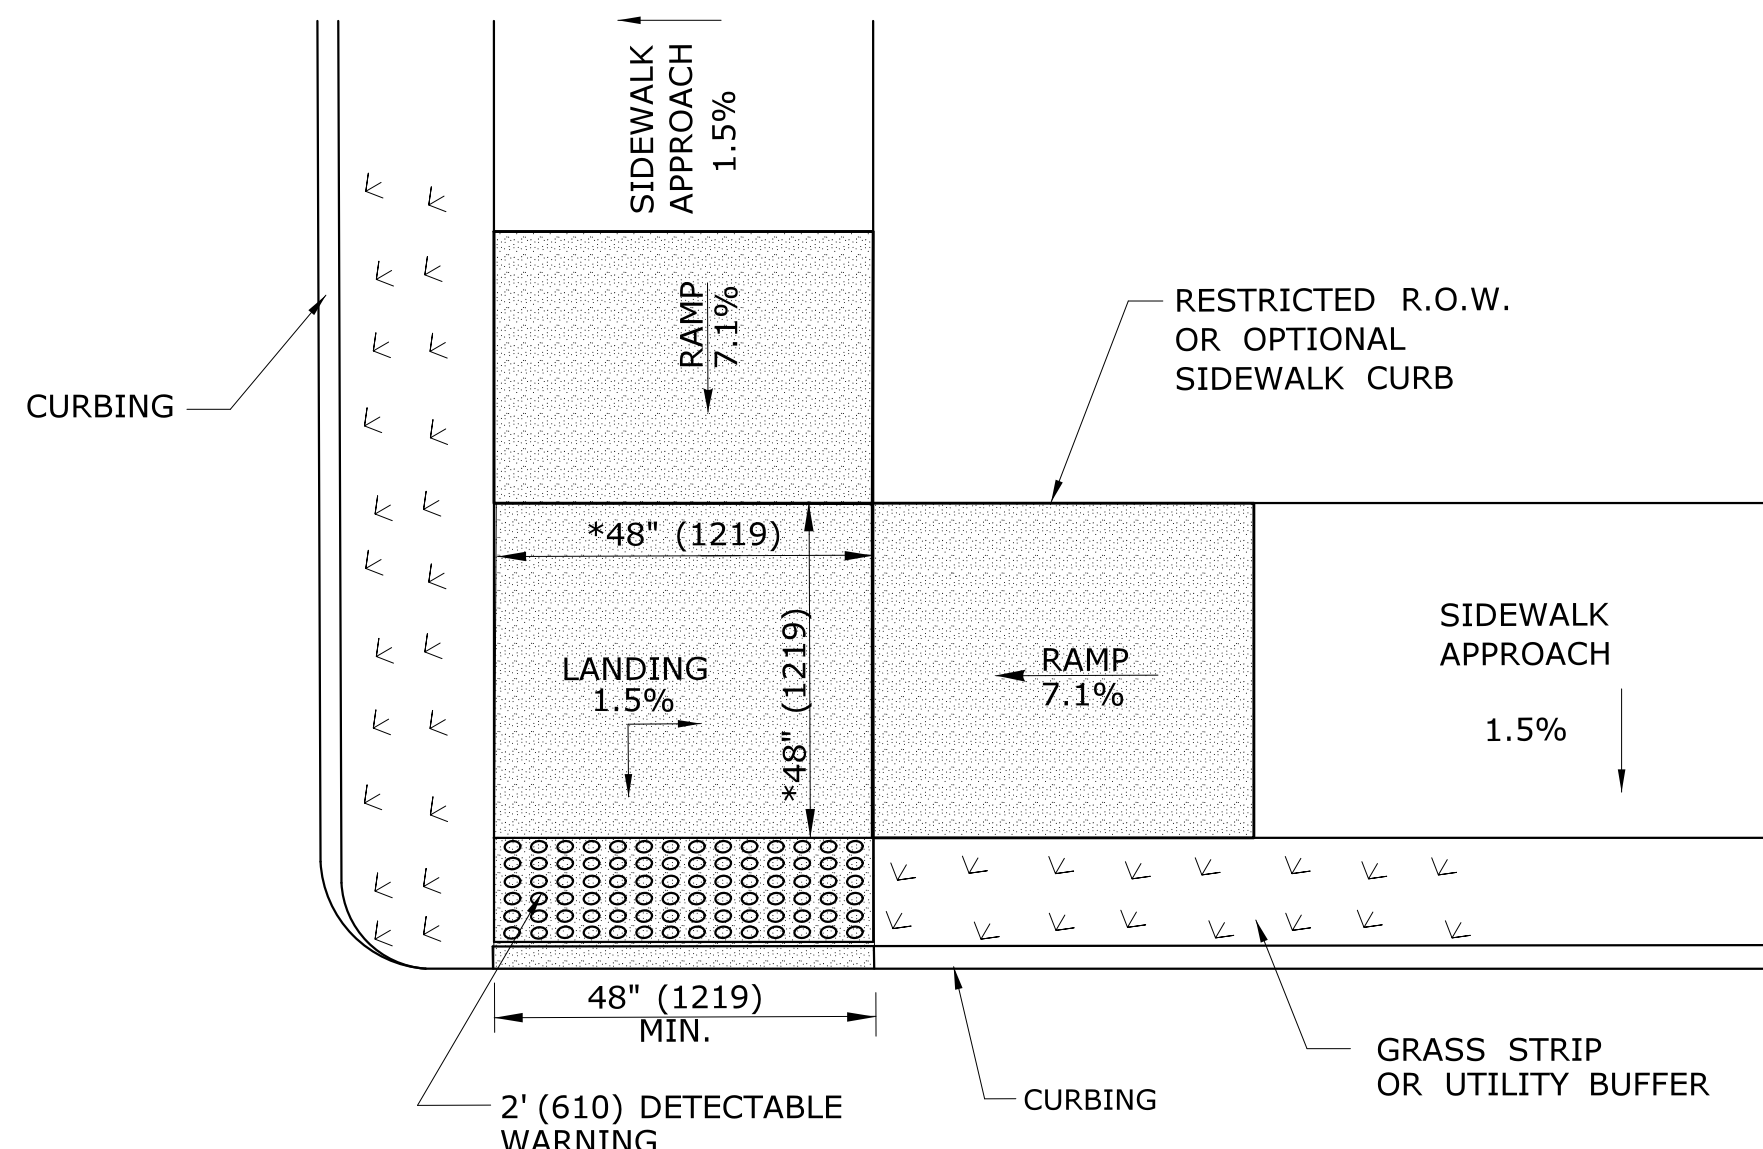 SIDEWALK
APPROACH
1.5%
RAMP
7.1%
RESTRICTED R.O.W.
OR OPTIONAL
SIDEWALK CURB
CURBING
*48" (1219)
*48" (1219)
LANDING
1.5%
RAMP
7.1%
SIDEWALK
APPROACH
1.5%
48" (1219)
MIN.
GRASS STRIP
OR UTILITY BUFFER
CURBING
2' (610) DETECTABLE
WARNING